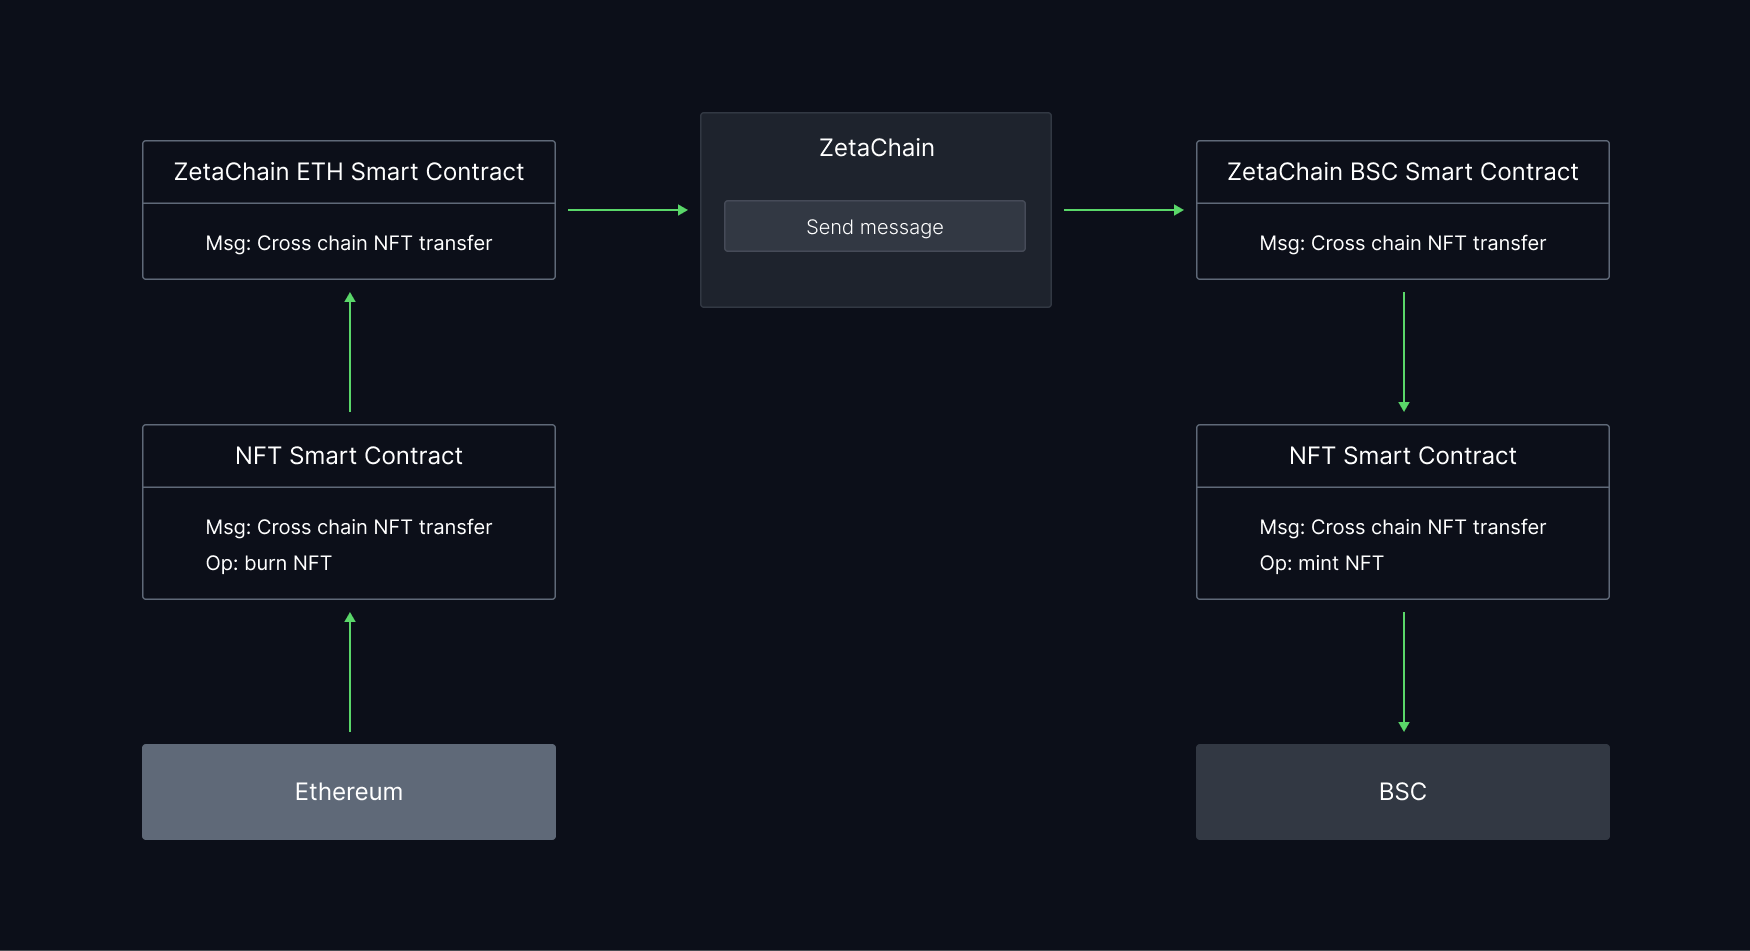 ZetaChain ETH Smart Contract
Msg: Cross chain NFT transfer
ZetaChain
Send message
ZetaChain BSC Smart Contract
Msg: Cross chain NFT transfer
NFT Smart Contract
Msg: Cross chain NFT transfer
Op: burn NFT
NFT Smart Contract
Msg: Cross chain NFT transfer
Op: mint NFT
Ethereum
BSC